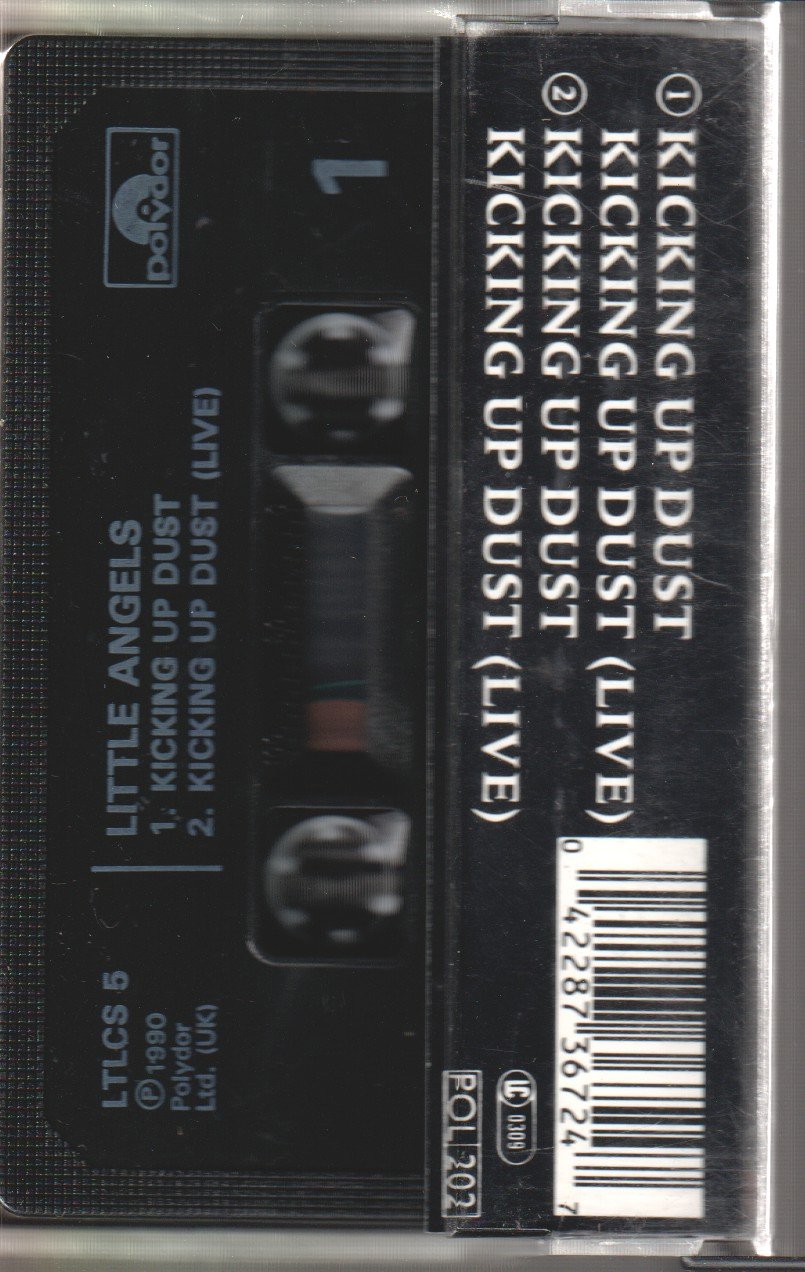 polydor
1
LITTLE ANGELS
1. KICKING UP DUST
2. KICKING UP DUST (LIVE)
LTLCS 5
Ⓟ 1990
Polydor
Ltd. (UK)
① KICKING UP DUST
KICKING UP DUST (LIVE)
② KICKING UP DUST
KICKING UP DUST (LIVE)
0 42287 36724 7
LC 0309
POL 202